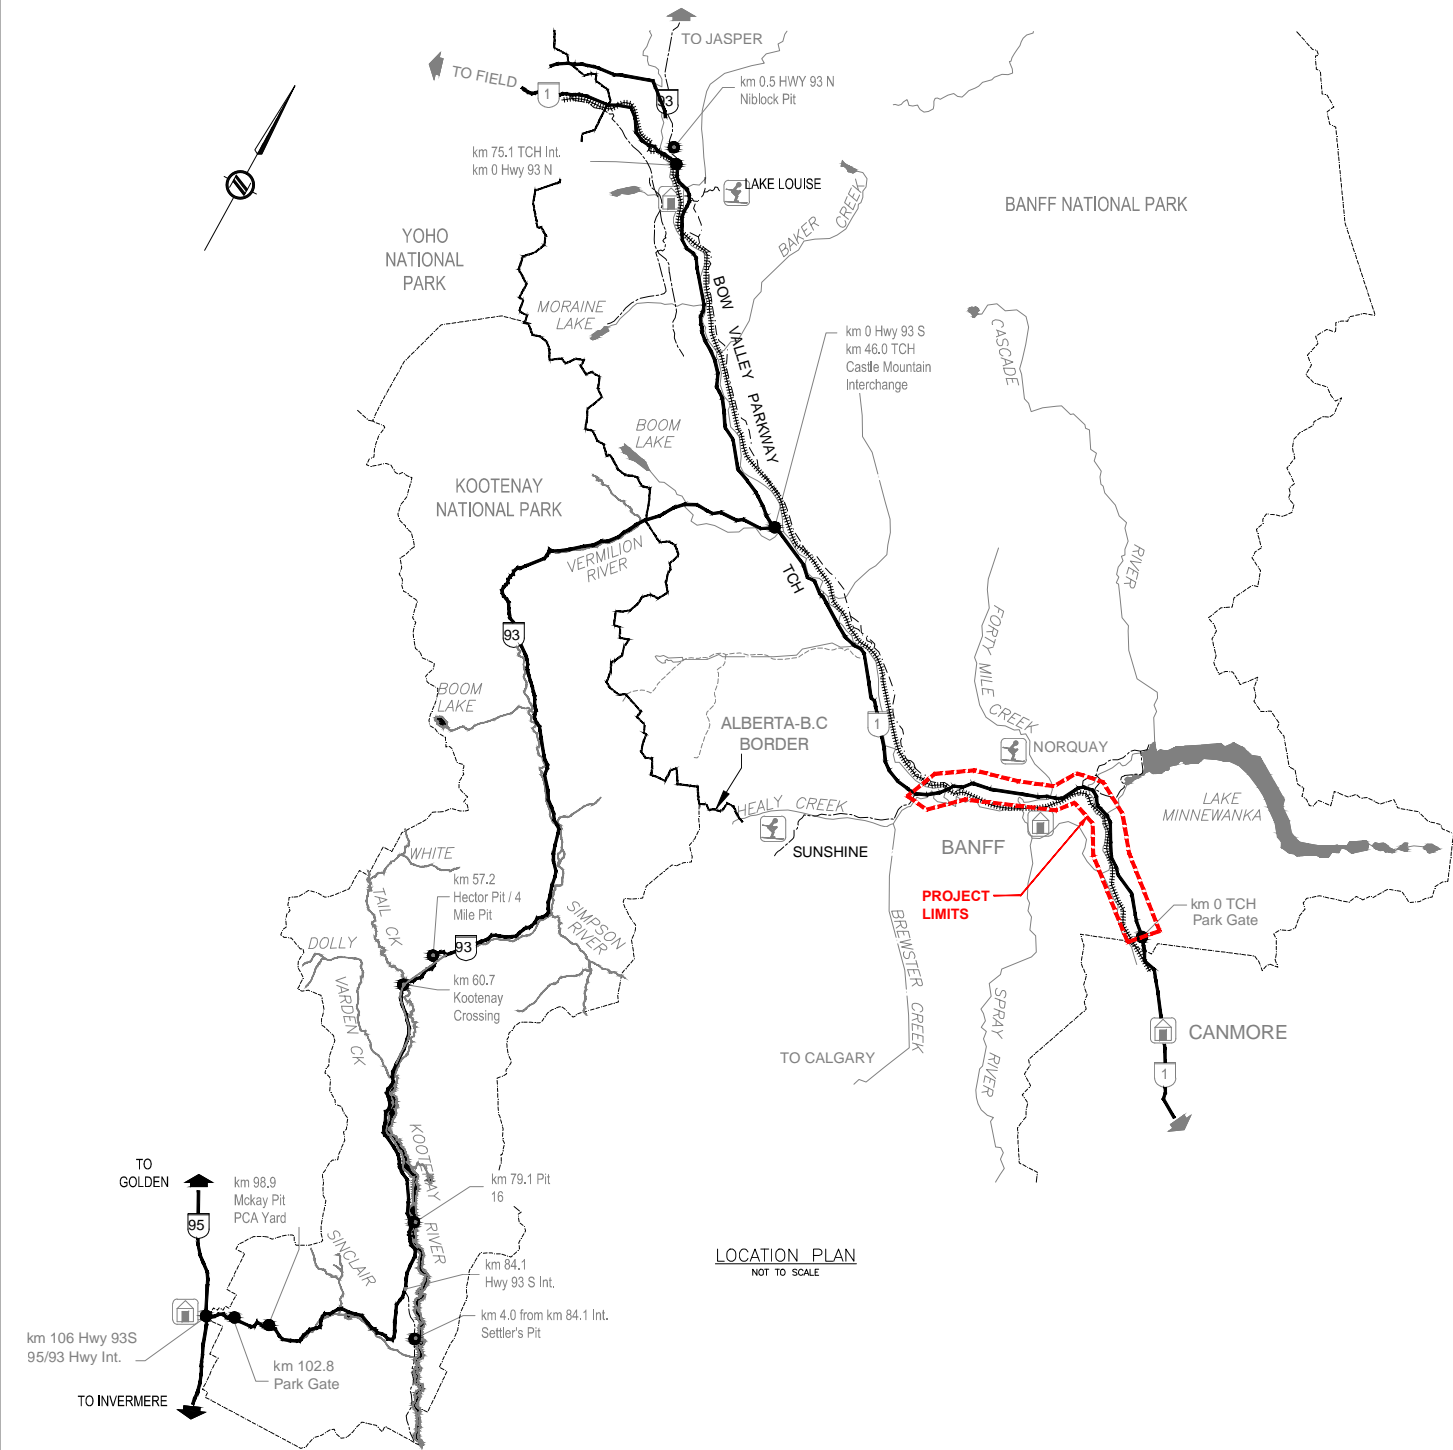 TO JASPER
TO FIELD
1
93
km 0.5 HWY 93 N
Niblock Pit
km 75.1 TCH Int.
km 0 Hwy 93 N
LAKE LOUISE
BAKER CREEK
BANFF NATIONAL PARK
YOHO
NATIONAL
PARK
MORAINE
LAKE
BOW VALLEY PARKWAY
CASCADE
RIVER
km 0 Hwy 93 S
km 46.0 TCH
Castle Mountain
Interchange
BOOM
LAKE
KOOTENAY
NATIONAL PARK
VERMILION
RIVER
TCH
93
FORTY MILE CREEK
BOOM
LAKE
1
ALBERTA-B.C
BORDER
NORQUAY
LAKE
MINNEWANKA
HEALY CREEK
SUNSHINE
BANFF
WHITE
TAIL CK
km 57.2
Hector Pit / 4
Mile Pit
PROJECT
LIMITS
km 0 TCH
Park Gate
SIMPSON
RIVER
BREWSTER CREEK
DOLLY
VARDEN CK
93
km 60.7
Kootenay
Crossing
SPRAY RIVER
CANMORE
TO CALGARY
1
KOOTENAY
RIVER
TO
GOLDEN
km 98.9
Mckay Pit
PCA Yard
km 79.1 Pit
16
95
SINCLAIR
LOCATION PLAN
NOT TO SCALE
km 84.1
Hwy 93 S Int.
km 4.0 from km 84.1 Int.
Settler's Pit
km 106 Hwy 93S
95/93 Hwy Int.
km 102.8
Park Gate
TO INVERMERE